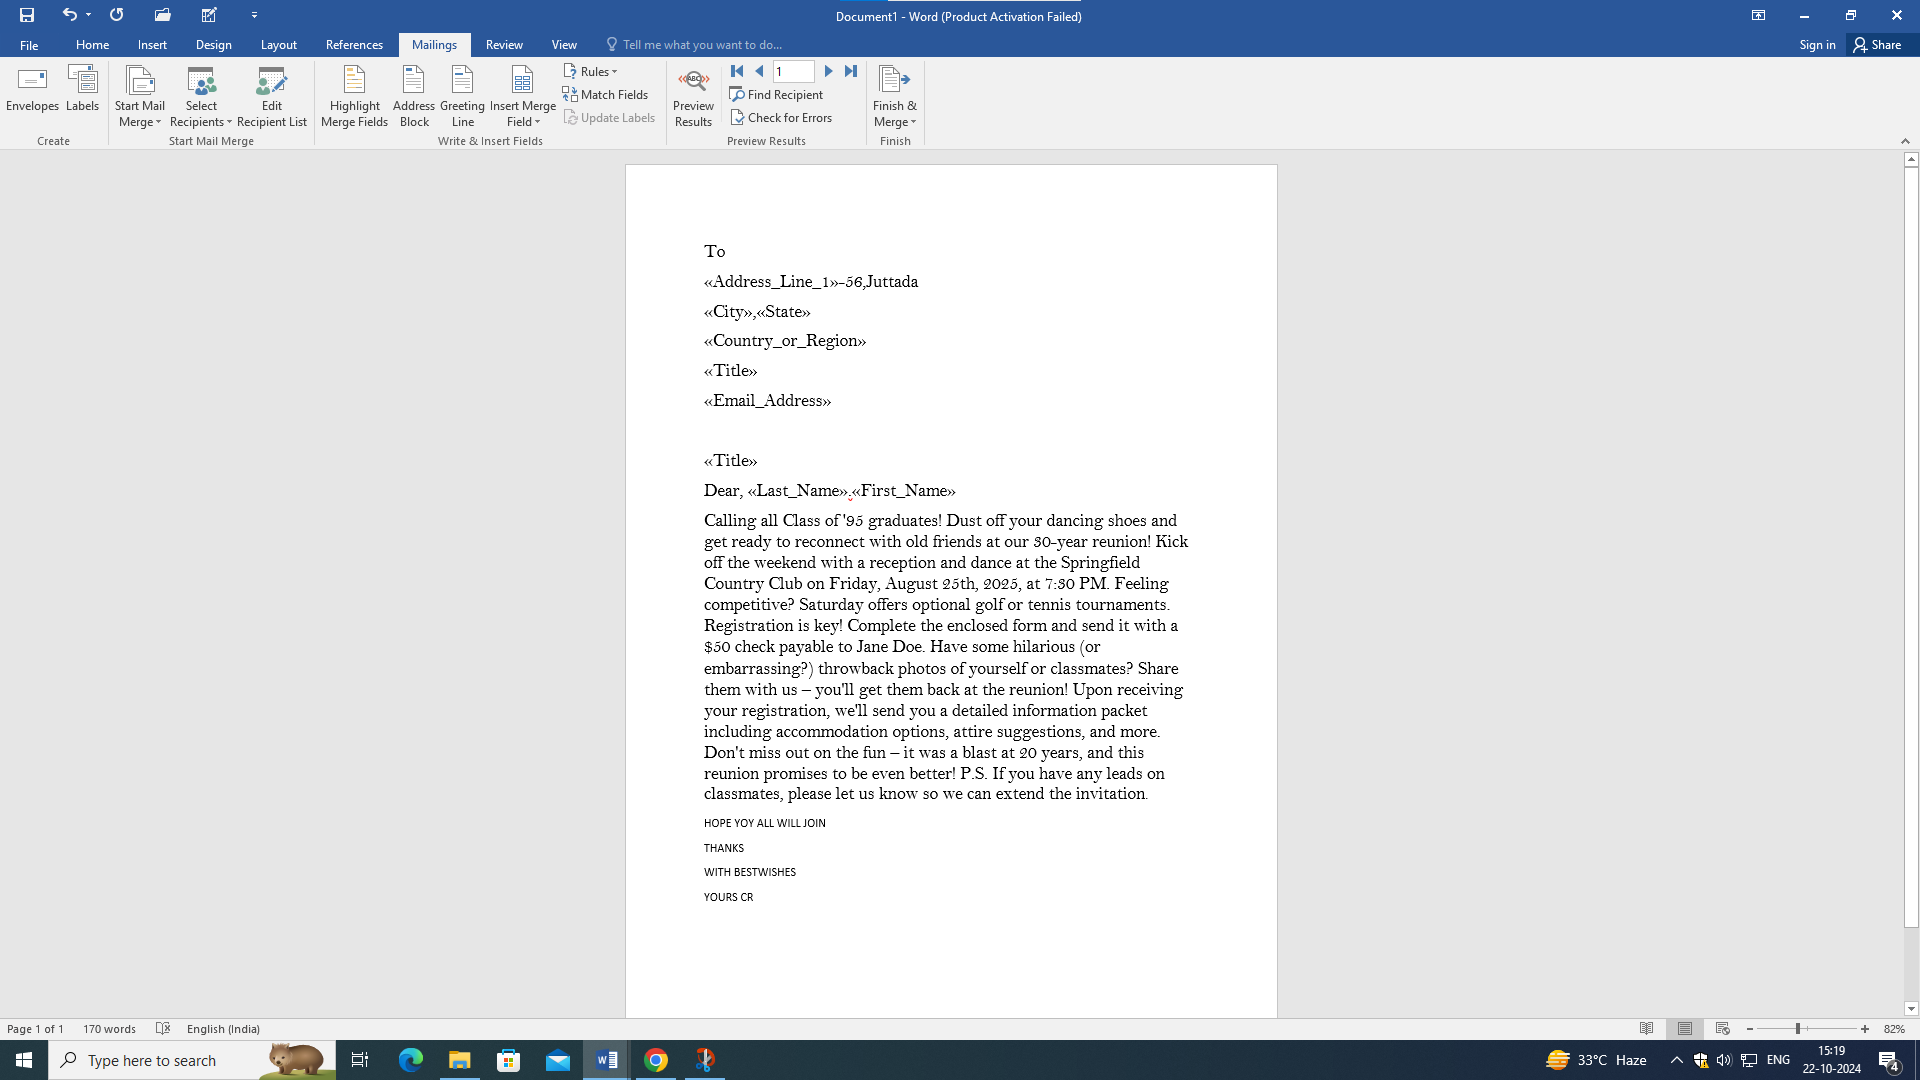 Document1 - Word (Product Activation Failed)
File Home Insert Design Layout References Mailings Review View Tell me what you want to do... Sign in Share
Envelopes Labels
Create
Start Mail Merge Select Recipients Edit Recipient List
Start Mail Merge
Highlight Merge Fields Address Block Greeting Line Insert Merge Field
Rules
Match Fields
Update Labels
Write & Insert Fields
ABC
Preview Results
1
Find Recipient
Check for Errors
Preview Results
Finish & Merge
Finish
To
«Address_Line_1»-56,Juttada
«City»,«State»
«Country_or_Region»
«Title»
«Email_Address»
«Title»
Dear, «Last_Name».«First_Name»
Calling all Class of '95 graduates! Dust off your dancing shoes and
get ready to reconnect with old friends at our 30-year reunion! Kick
off the weekend with a reception and dance at the Springfield
Country Club on Friday, August 25th, 2025, at 7:30 PM. Feeling
competitive? Saturday offers optional golf or tennis tournaments.
Registration is key! Complete the enclosed form and send it with a
$50 check payable to Jane Doe. Have some hilarious (or
embarrassing?) throwback photos of yourself or classmates? Share
them with us – you'll get them back at the reunion! Upon receiving
your registration, we'll send you a detailed information packet
including accommodation options, attire suggestions, and more.
Don't miss out on the fun – it was a blast at 20 years, and this
reunion promises to be even better! P.S. If you have any leads on
classmates, please let us know so we can extend the invitation.
HOPE YOY ALL WILL JOIN
THANKS
WITH BESTWISHES
YOURS CR
Page 1 of 1 170 words English (India) 82%
Type here to search
33°C Haze
ENG
15:19
22-10-2024
4